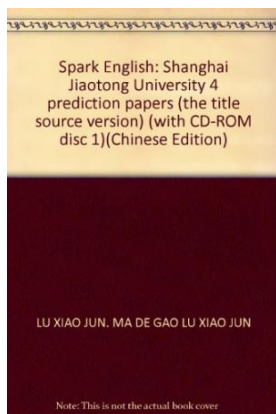 Spark English: Shanghai
Jiaotong University 4
prediction papers (the title
source version) (with CD-ROM
disc 1)(Chinese Edition)
LU XIAO JUN. MA DE GAO LU XIAO JUN
Note: This is not the actual book cover